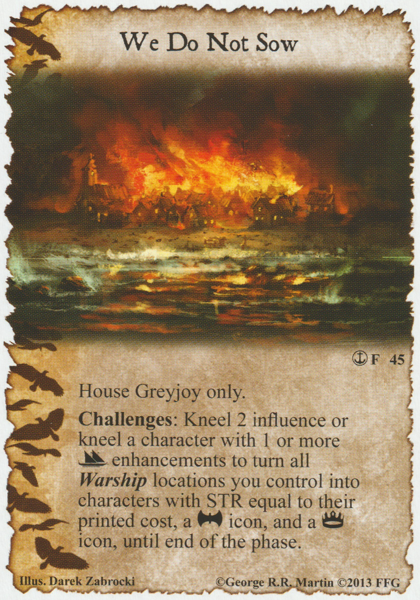 We Do Not Sow
F 45
House Greyjoy only.
Challenges: Kneel 2 influence or
kneel a character with 1 or more
enhancements to turn all
Warship locations you control into
characters with STR equal to their
printed cost, a icon, and a
icon, until end of the phase.
Illus. Darek Zabrocki ©George R.R. Martin ©2013 FFG